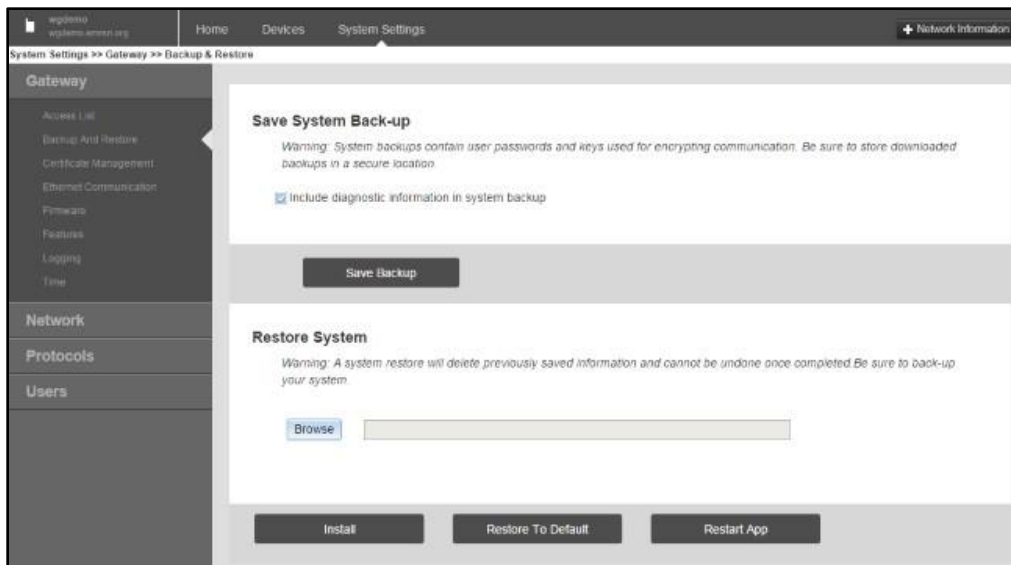 wgdemo
wgdemo.emren.org
Home
Devices
System Settings
Network Information
System Settings >> Gateway >> Backup & Restore
Gateway
Access List
Backup And Restore
Certificate Management
Ethernet Communication
Firmware
Features
Logging
Time
Network
Protocols
Users
Save System Back-up
Warning: System backups contain user passwords and keys used for encrypting communication. Be sure to store downloaded
backups in a secure location.
Include diagnostic information in system backup
Save Backup
Restore System
Warning: A system restore will delete previously saved information and cannot be undone once completed.Be sure to back-up
your system.
Browse
Install
Restore To Default
Restart App